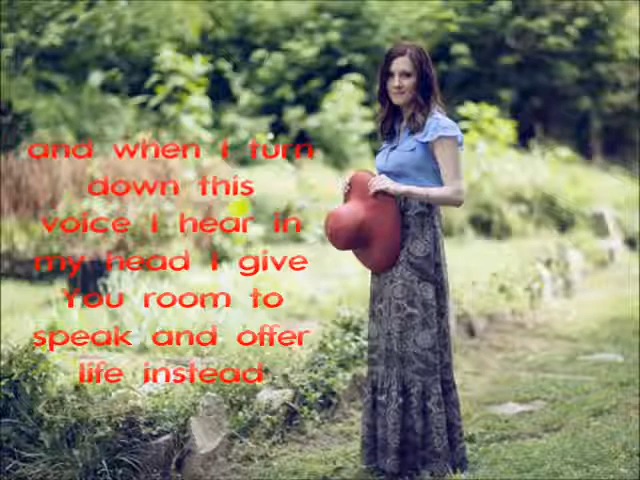 and when I turn
down this
voice I hear in
my head I give
You room to
speak and offer
life instead